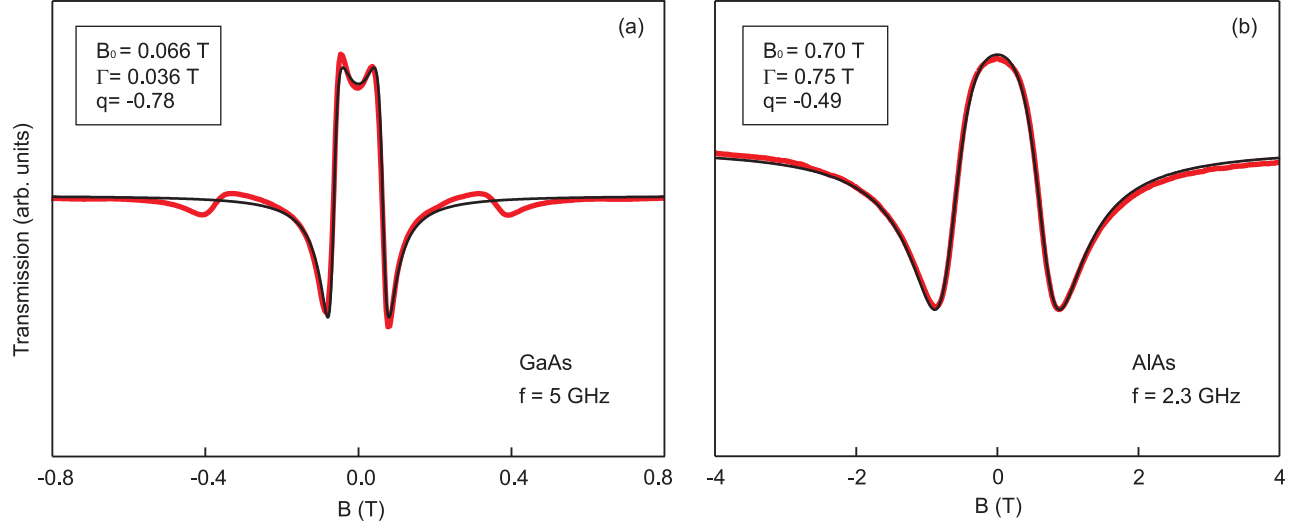 (a)
B₀ = 0.066 T
Γ= 0.036 T
q= -0.78
GaAs
f = 5 GHz
Transmission (arb. units)
-0.8 -0.4 0.0 0.4 0.8
B (T)
(b)
B₀ = 0.70 T
Γ= 0.75 T
q= -0.49
AlAs
f = 2.3 GHz
-4 -2 0 2 4
B (T)